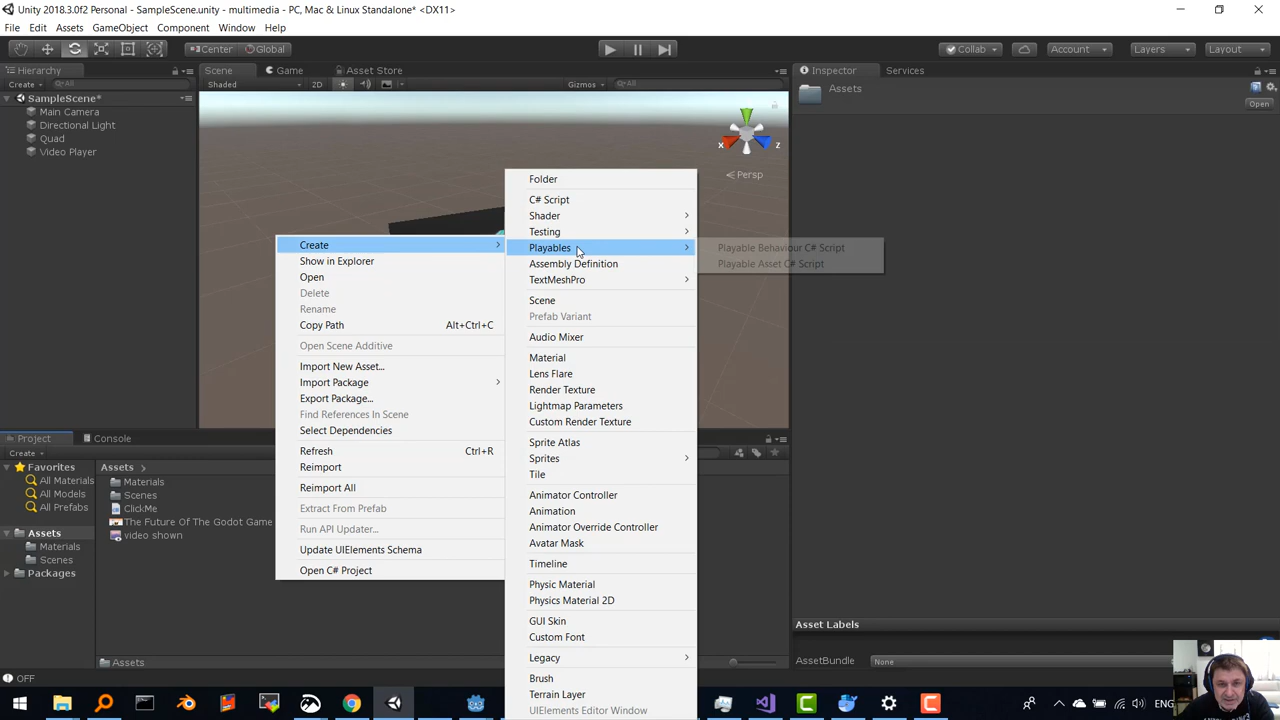 Unity 2018.3.0f2 Personal - SampleScene.unity - multimedia - PC, Mac & Linux Standalone* <DX11>
File Edit Assets GameObject Component Window Help
Center Global Collab Account Layers Layout
Hierarchy
Create All
SampleScene*
Main Camera
Directional Light
Quad
Video Player
Scene Game Asset Store
Shaded 2D Gizmos All
x z
Persp
Inspector Services
Assets
Open
Create
Show in Explorer
Open
Delete
Rename
Copy Path Alt+Ctrl+C
Open Scene Additive
Import New Asset...
Import Package
Export Package...
Find References In Scene
Select Dependencies
Refresh Ctrl+R
Reimport
Reimport All
Extract From Prefab
Run API Updater...
Update UIElements Schema
Open C# Project
Folder
C# Script
Shader
Testing
Playables
Assembly Definition
TextMeshPro
Scene
Prefab Variant
Audio Mixer
Material
Lens Flare
Render Texture
Lightmap Parameters
Custom Render Texture
Sprite Atlas
Sprites
Tile
Animator Controller
Animation
Animator Override Controller
Avatar Mask
Timeline
Physic Material
Physics Material 2D
GUI Skin
Custom Font
Legacy
Brush
Terrain Layer
UIElements Editor Window
Playable Behaviour C# Script
Playable Asset C# Script
Project Console
Create
Favorites
All Materials
All Models
All Prefabs
Assets
Materials
Scenes
Packages
Assets
Materials
Scenes
ClickMe
The Future Of The Godot Game
video shown
Assets
Asset Labels
AssetBundle None
OFF
ENG